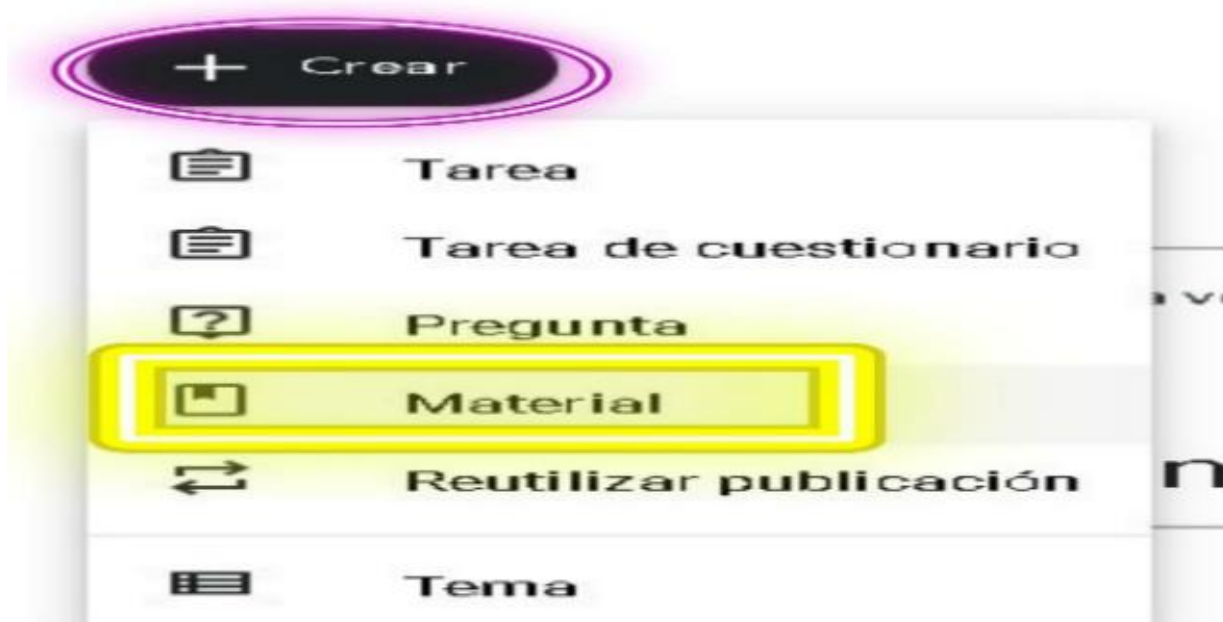 + Crear
Tarea
Tarea de cuestionario
Pregunta
Material
Reutilizar publicación
Tema